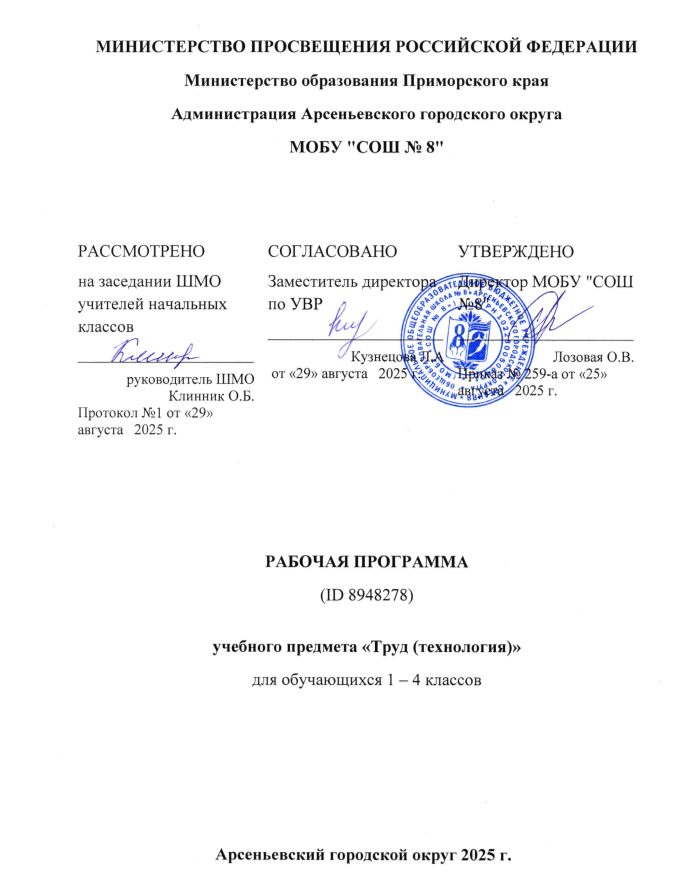 МИНИСТЕРСТВО ПРОСВЕЩЕНИЯ РОССИЙСКОЙ ФЕДЕРАЦИИ
Министерство образования Приморского края
Администрация Арсеньевского городского округа
МОБУ "СОШ № 8"
РАССМОТРЕНО
на заседании ШМО
учителей начальных
классов
руководитель ШМО
Клинник О.Б.
Протокол №1 от «29»
августа 2025 г.
СОГЛАСОВАНО
Заместитель директора
по УВР
Кузнецова Л.А
от «29» августа 2025 г.
УТВЕРЖДЕНО
Директор МОБУ "СОШ
№8"
Лозовая О.В.
Приказ № 259-а от «25»
августа 2025 г.
РАБОЧАЯ ПРОГРАММА
(ID 8948278)
учебного предмета «Труд (технология)»
для обучающихся 1 – 4 классов
Арсеньевский городской округ 2025 г.